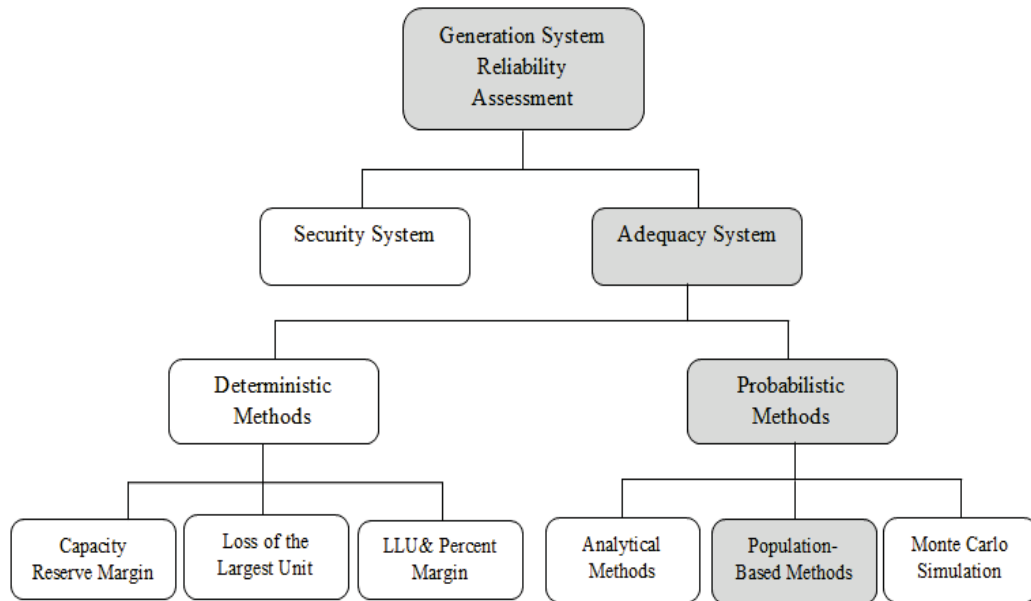 Generation System
Reliability
Assessment
Security System
Adequacy System
Deterministic
Methods
Probabilistic
Methods
Capacity
Reserve Margin
Loss of the
Largest Unit
LLU& Percent
Margin
Analytical
Methods
Population-
Based Methods
Monte Carlo
Simulation